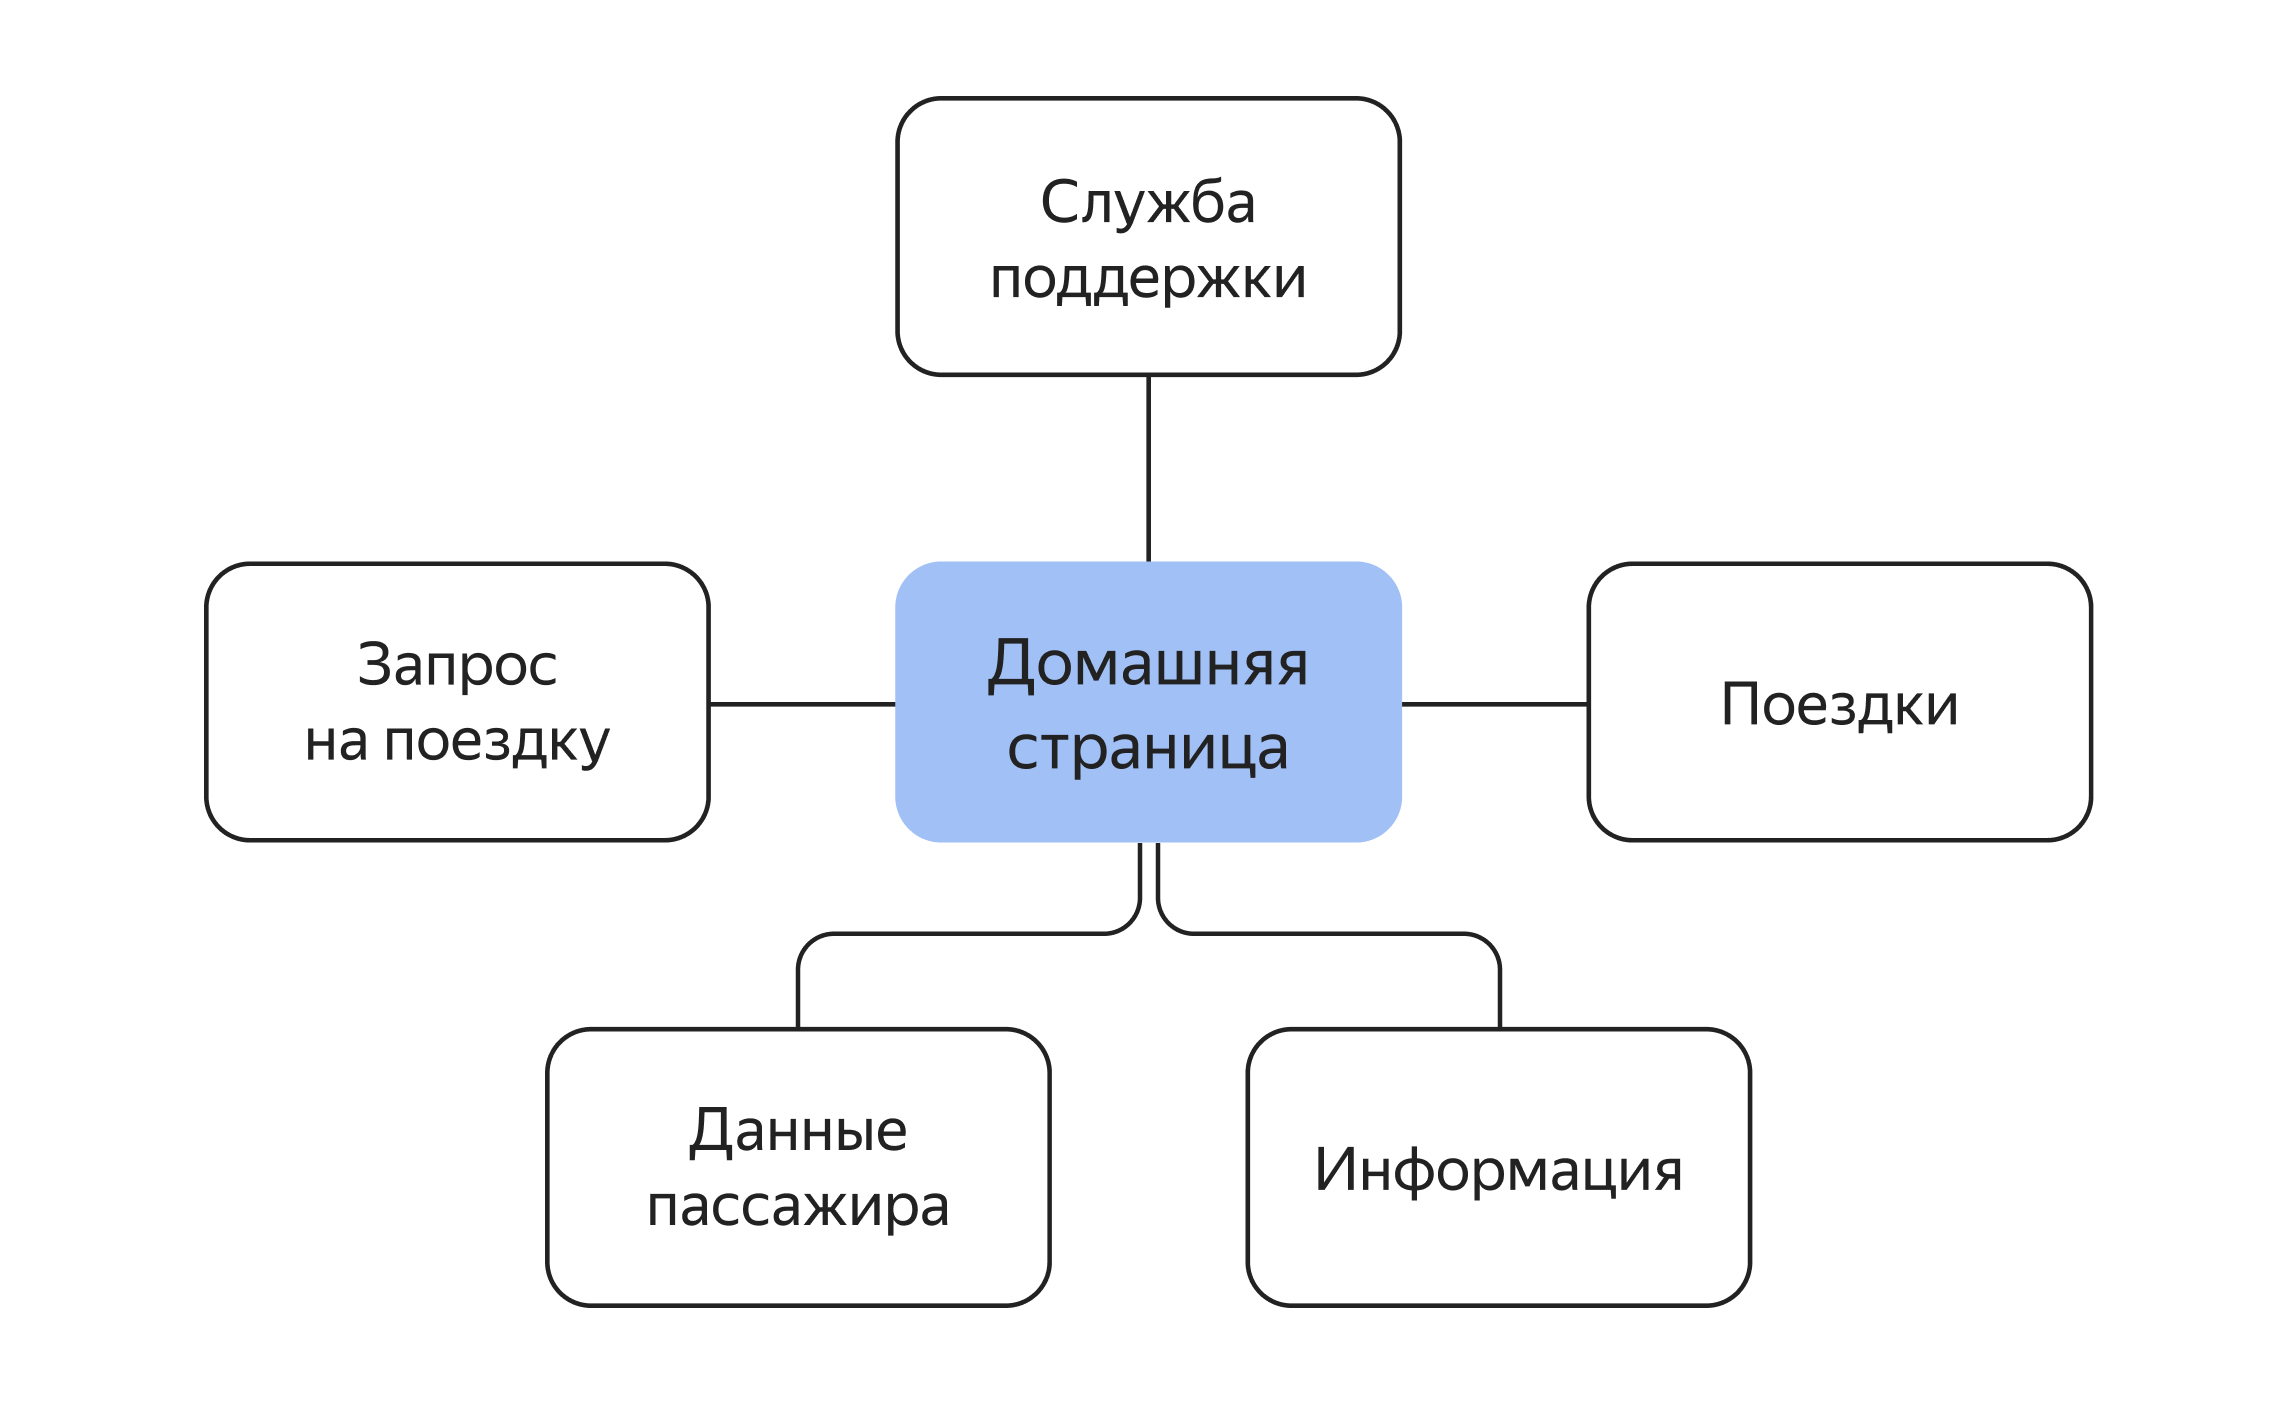 Служба
поддержки
Запрос
на поездку
Домашняя
страница
Поездки
Данные
пассажира
Информация